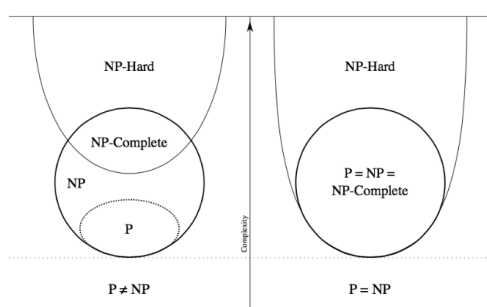 NP-Hard
NP-Complete
NP
P
P ≠ NP
Complexity
NP-Hard
P = NP =
NP-Complete
P = NP